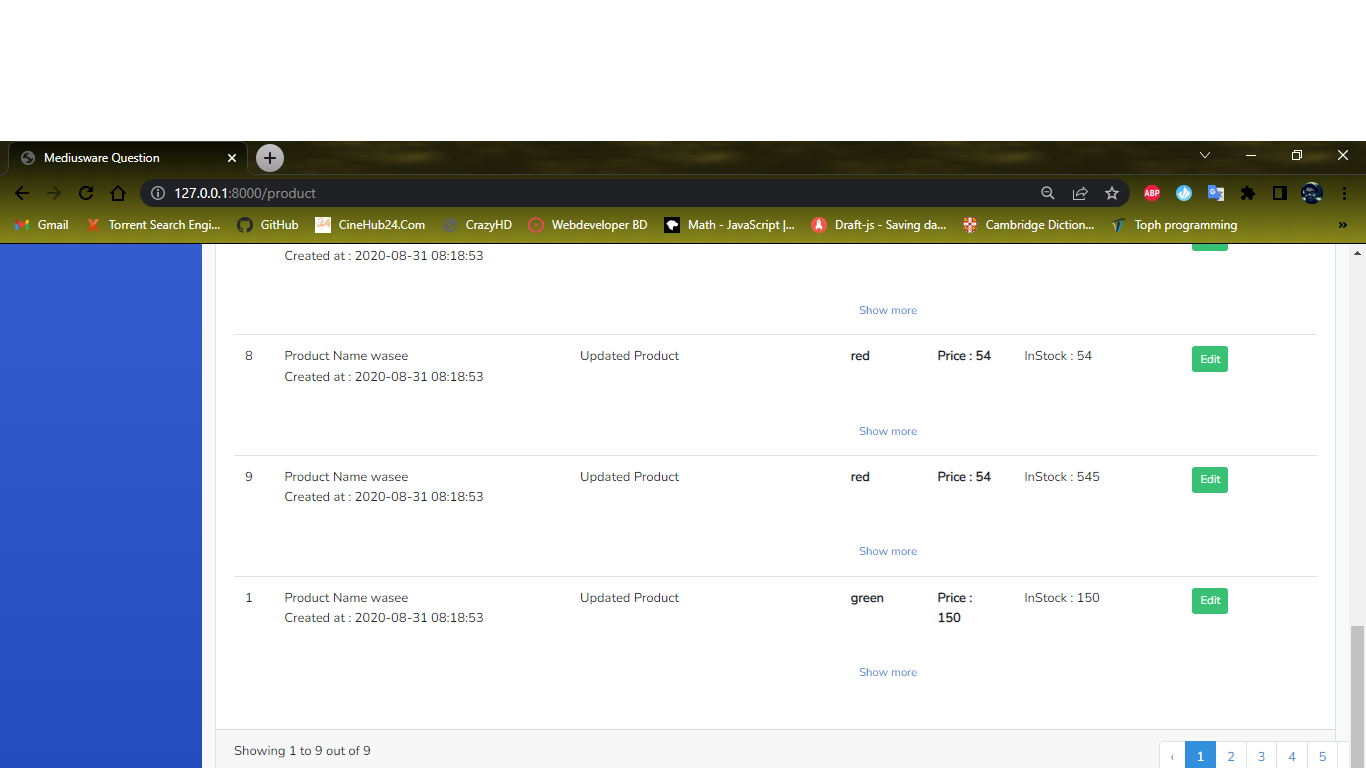 Mediusware Question
127.0.0.1:8000/product
ABP
Gmail Torrent Search Engi... GitHub CineHub24.Com CrazyHD Webdeveloper BD Math - JavaScript |... Draft-js - Saving da... Cambridge Diction... Toph programming »
Created at : 2020-08-31 08:18:53
Show more
8 Product Name wasee Updated Product red Price : 54 InStock : 54 Edit
Created at : 2020-08-31 08:18:53
Show more
9 Product Name wasee Updated Product red Price : 54 InStock : 545 Edit
Created at : 2020-08-31 08:18:53
Show more
1 Product Name wasee Updated Product green Price : InStock : 150 Edit
Created at : 2020-08-31 08:18:53 150
Show more
Showing 1 to 9 out of 9 ‹ 1 2 3 4 5